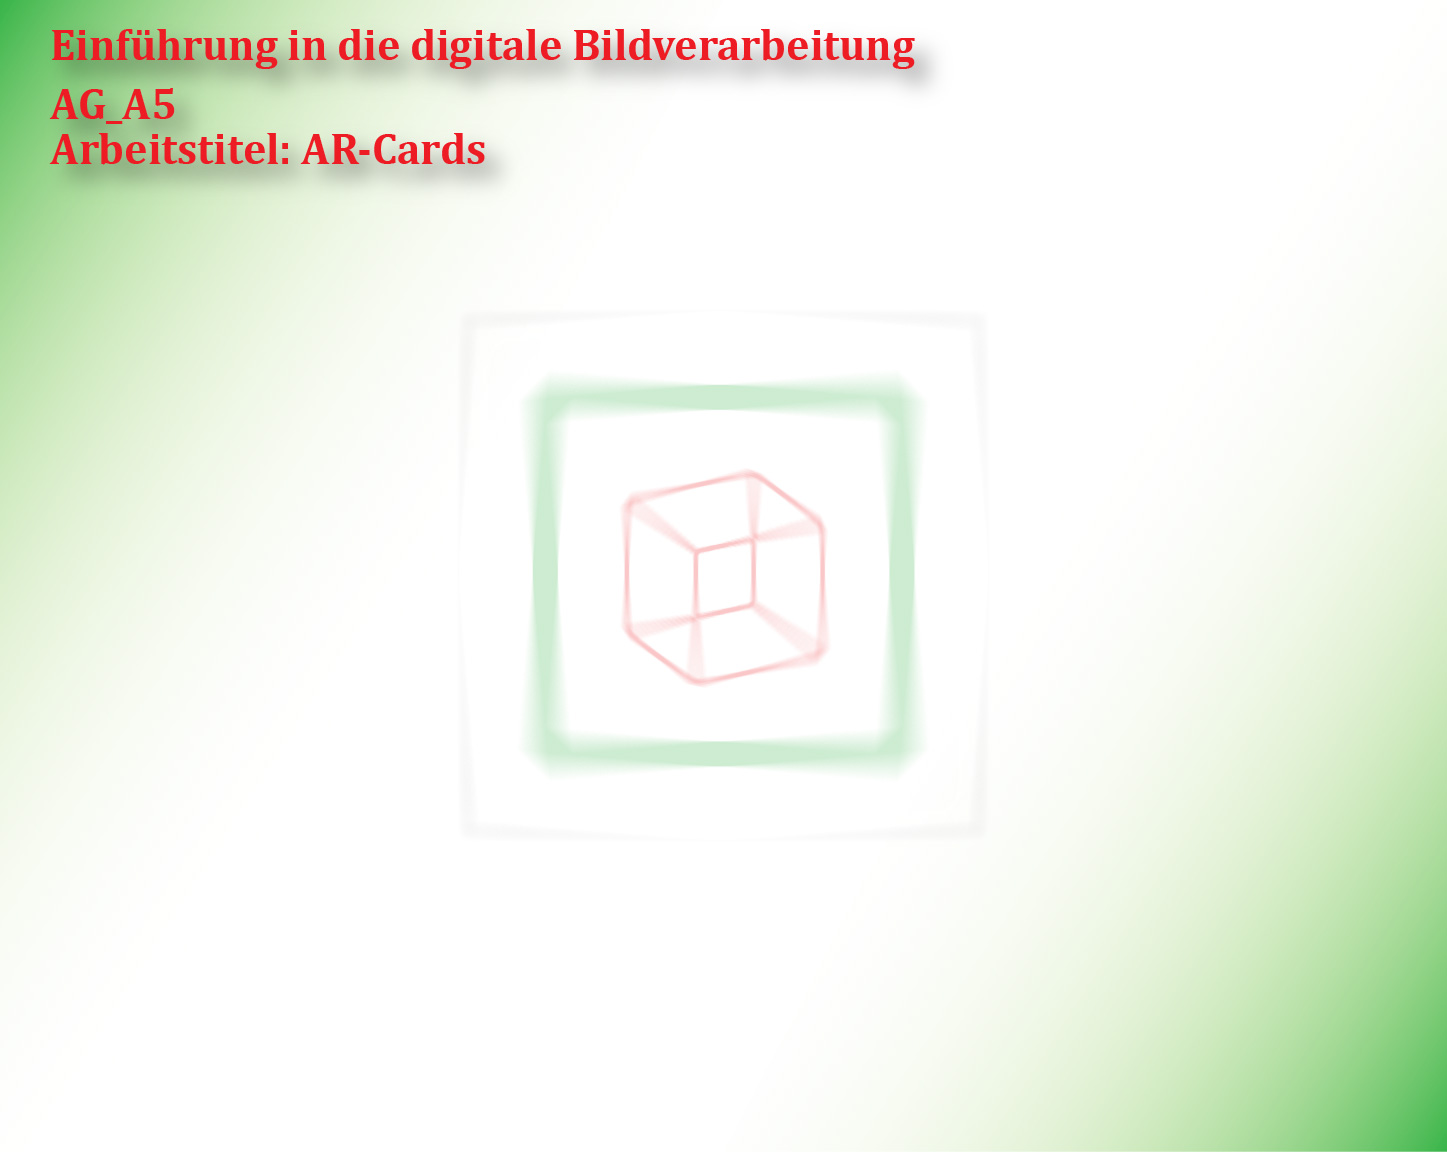 Einführung in die digitale Bildverarbeitung
AG_A5
Arbeitstitel: AR-Cards